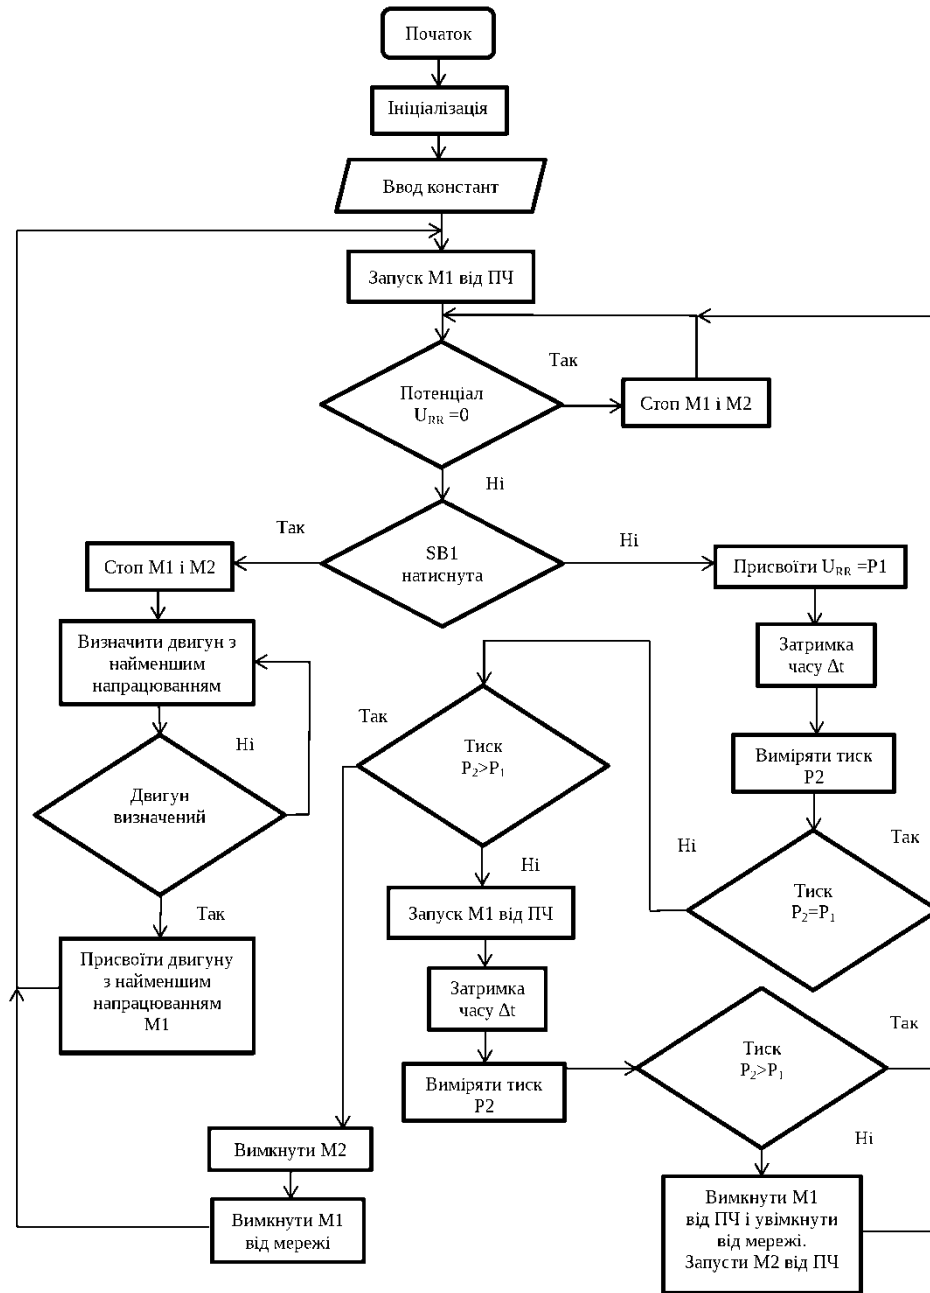 Початок
Ініціалізація
Ввод констант
Запуск М1 від ПЧ
Потенціал
U_RR =0
Так
Стоп М1 і М2
Ні
SB1
натиснута
Так
Ні
Стоп М1 і М2
Визначити двигун з
найменшим
напрацюванням
Ні
Двигун
визначений
Так
Присвоїти двигуну
з найменшим
напрацюванням
М1
Присвоїти U_RR =P1
Затримка
часу Δt
Виміряти тиск
P2
Тиск
P₂=P₁
Так
Ні
Тиск
P₂>P₁
Так
Ні
Запуск М1 від ПЧ
Затримка
часу Δt
Виміряти тиск
P2
Тиск
P₂>P₁
Так
Ні
Вимкнути М1
від ПЧ і увімкнути
від мережі.
Запусти М2 від ПЧ
Вимкнути М2
Вимкнути М1
від мережі